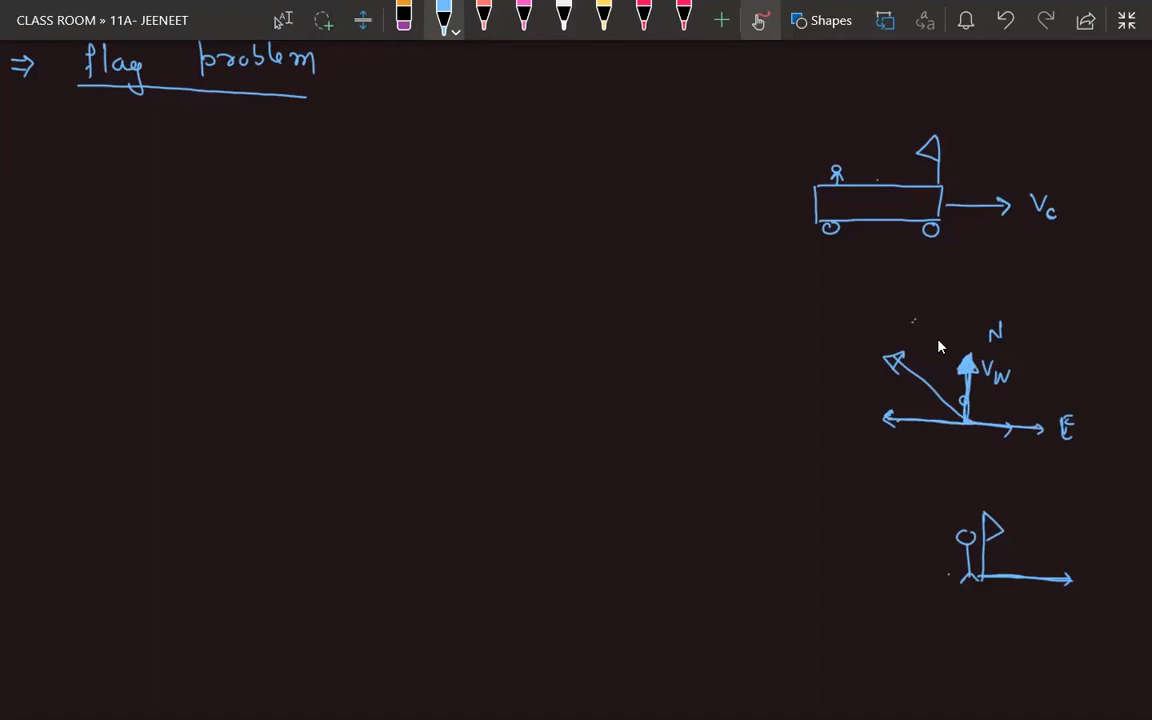 CLASS ROOM » 11A- JEENEET
Shapes
⇒ flag problem
Vc
N
Vw
E